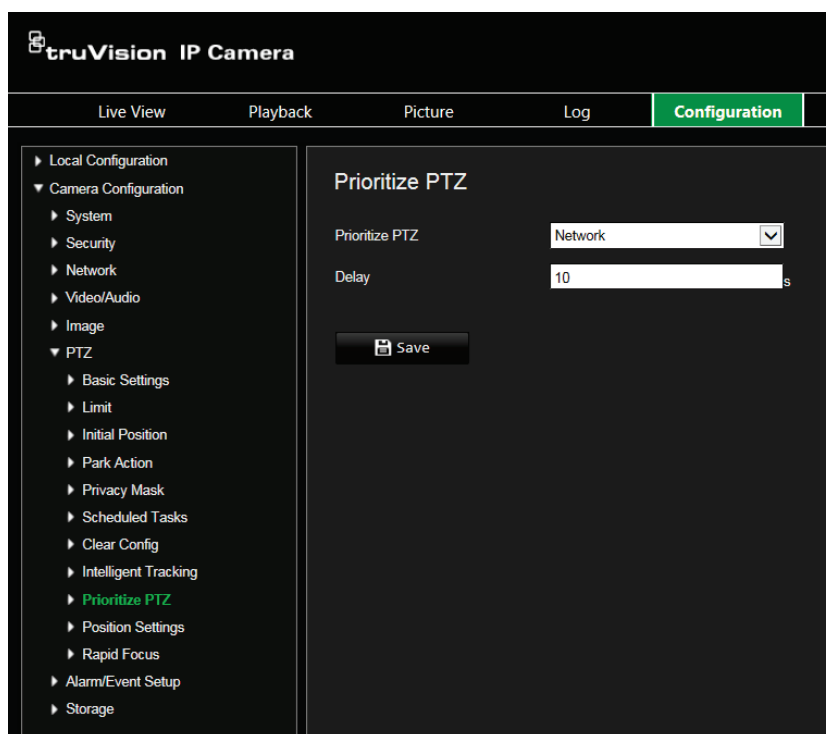 truVision IP Camera
Live View Playback Picture Log Configuration
Local Configuration
Camera Configuration
System
Security
Network
Video/Audio
Image
PTZ
Basic Settings
Limit
Initial Position
Park Action
Privacy Mask
Scheduled Tasks
Clear Config
Intelligent Tracking
Prioritize PTZ
Position Settings
Rapid Focus
Alarm/Event Setup
Storage
Prioritize PTZ
Prioritize PTZ Network
Delay 10 s
Save